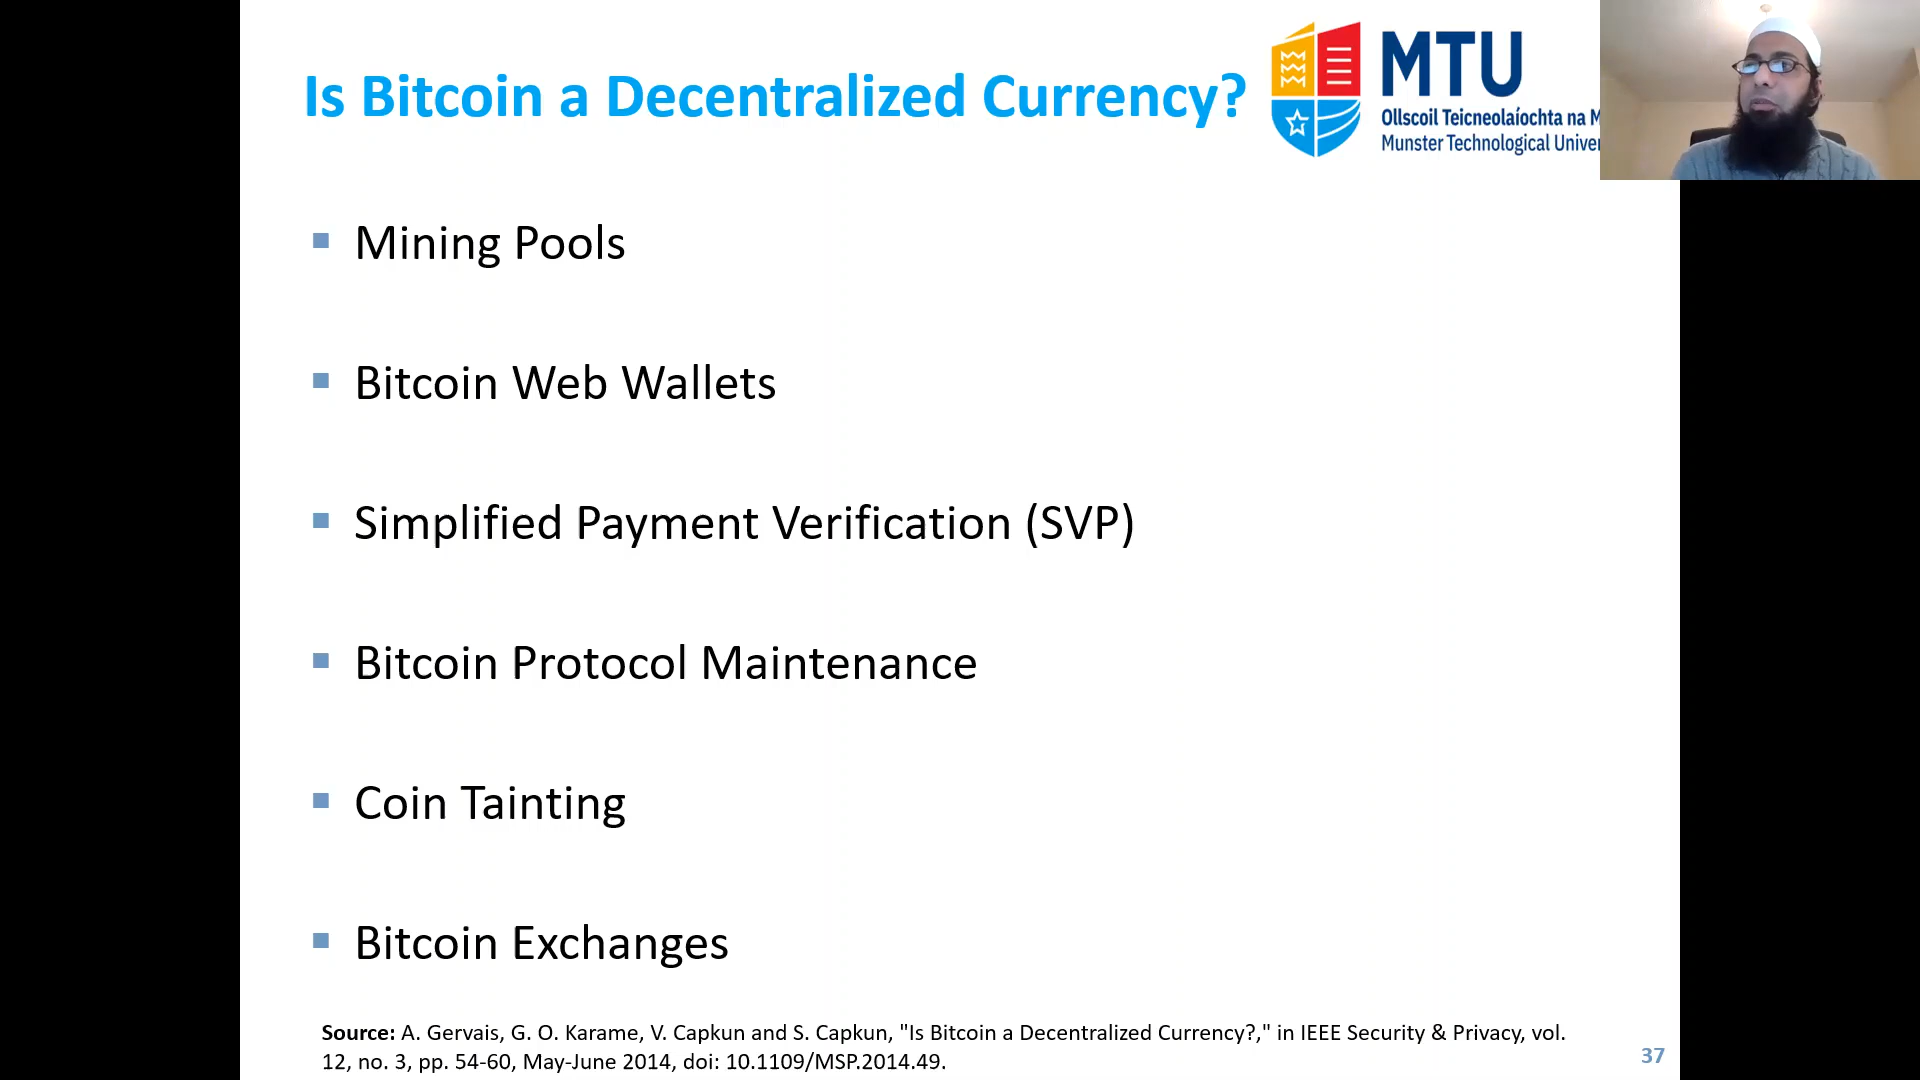 Is Bitcoin a Decentralized Currency?
MTU
Ollscoil Teicneolaíochta na M
Munster Technological Univer
Mining Pools
Bitcoin Web Wallets
Simplified Payment Verification (SVP)
Bitcoin Protocol Maintenance
Coin Tainting
Bitcoin Exchanges
Source: A. Gervais, G. O. Karame, V. Capkun and S. Capkun, "Is Bitcoin a Decentralized Currency?," in IEEE Security & Privacy, vol.
12, no. 3, pp. 54-60, May-June 2014, doi: 10.1109/MSP.2014.49.
37